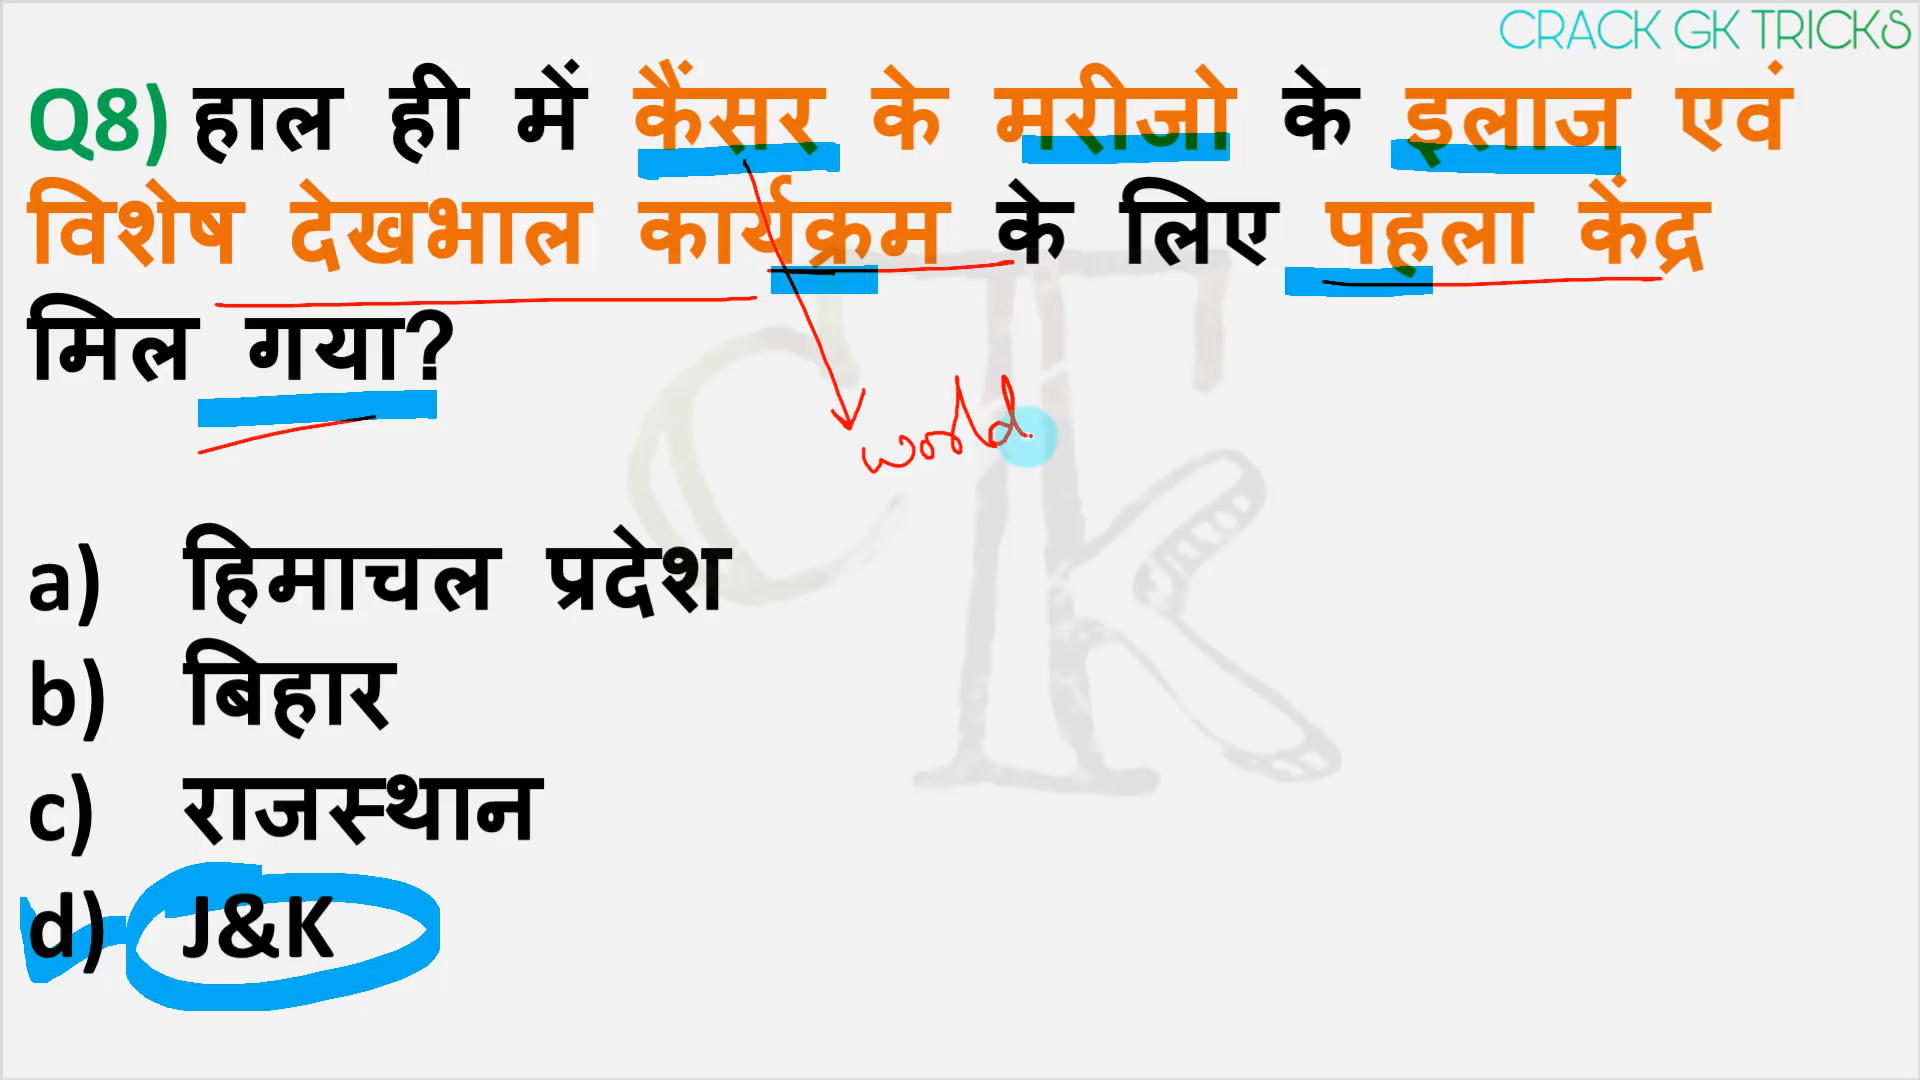 CRACK GK TRICKS
Q8) हाल ही में कैंसर के मरीजो के इलाज एवं
विशेष देखभाल कार्यक्रम के लिए पहला केंद्र
मिल गया?
world
a) हिमाचल प्रदेश
b) बिहार
c) राजस्थान
d) J&K